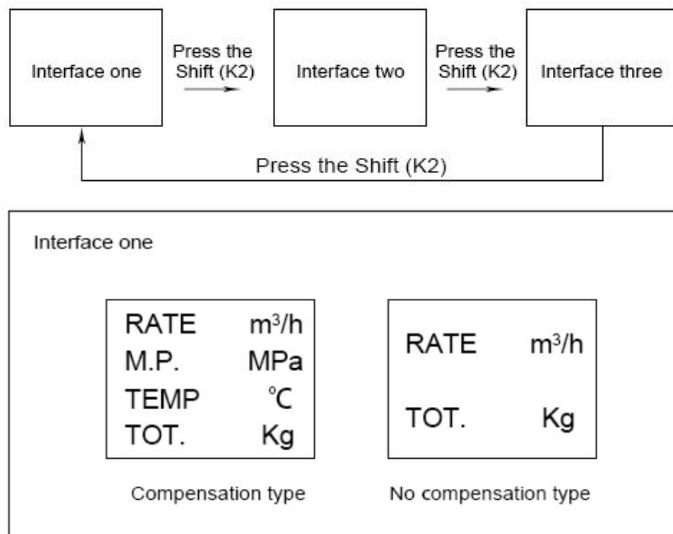 Interface one
Press the
Shift (K2)
Interface two
Press the
Shift (K2)
Interface three
Press the Shift (K2)
Interface one
RATE m³/h
M.P. MPa
TEMP ℃
TOT. Kg
Compensation type
RATE m³/h
TOT. Kg
No compensation type